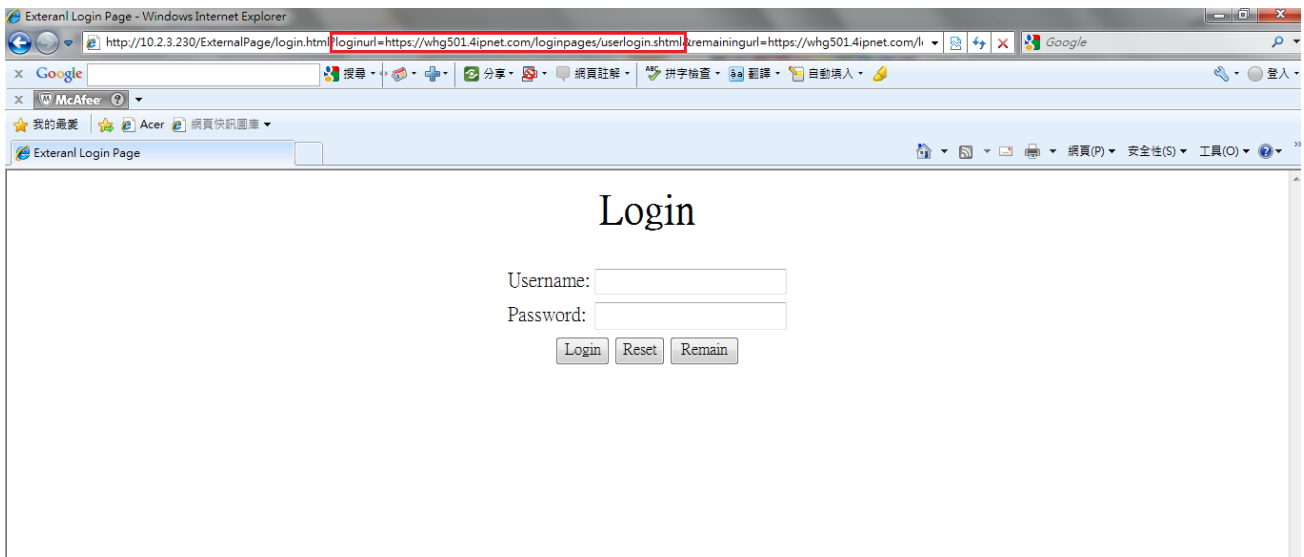 Exteranl Login Page - Windows Internet Explorer
http://10.2.3.230/ExternalPage/login.html?loginurl=https://whg501.4ipnet.com/loginpages/userlogin.shtml&remainingurl=https://whg501.4ipnet.com/l Google
x Google 搜尋 分享 網頁註解 ABC 拼字檢查 aa 翻譯 自動填入 登入
x McAfee ?
我的最愛 Acer 網頁快訊圖庫
Exteranl Login Page 網頁(P) 安全性(S) 工具(O) »
Login
Username:
Password:
Login Reset Remain